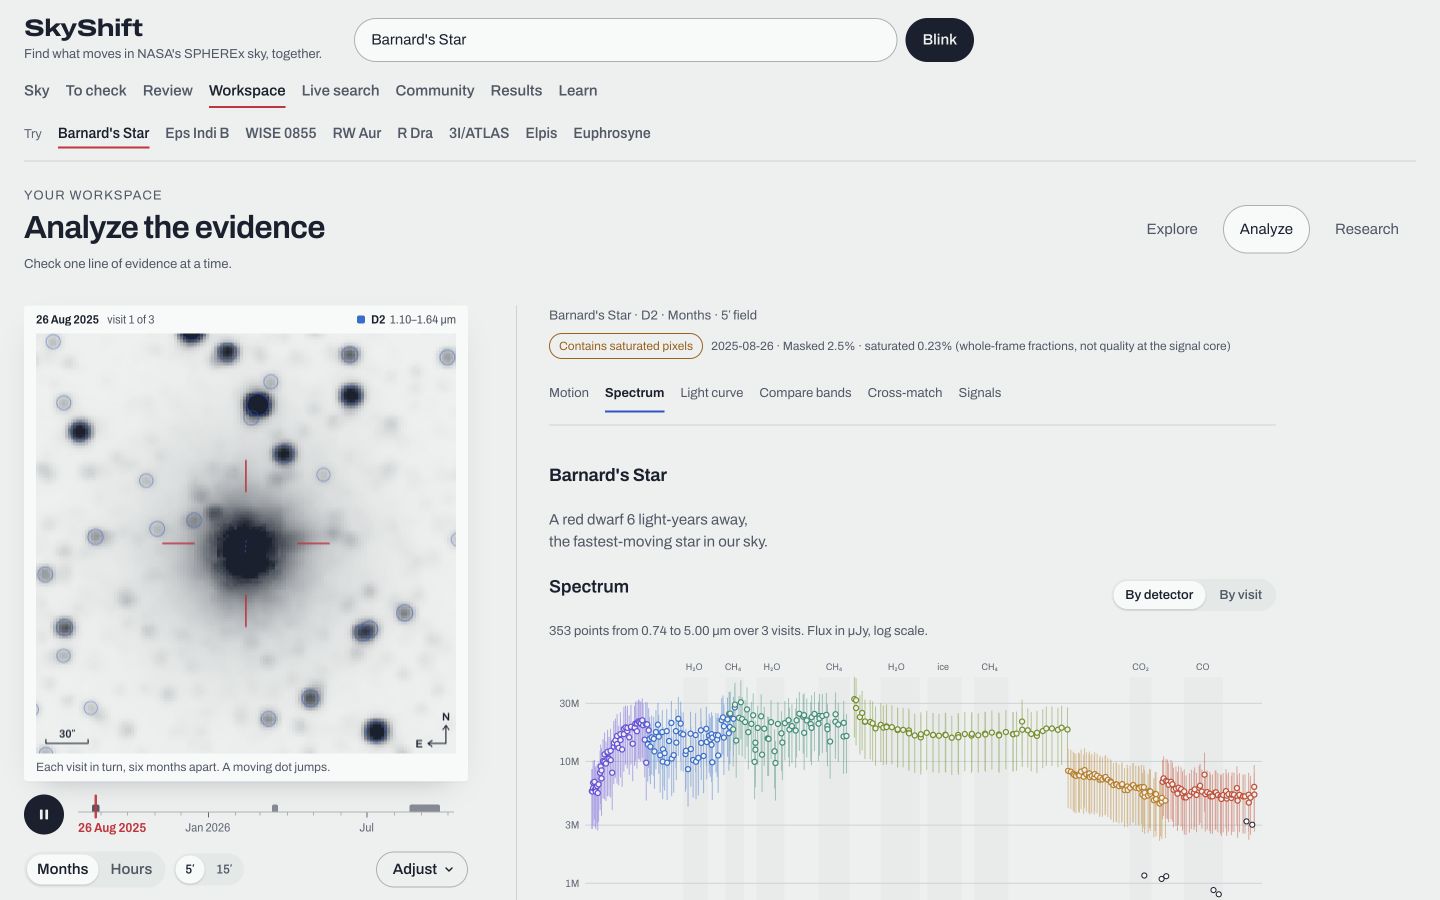 SkyShift
Find what moves in NASA's SPHEREx sky, together.
Barnard's Star
Blink
Sky To check Review Workspace Live search Community Results Learn
Try Barnard's Star Eps Indi B WISE 0855 RW Aur R Dra 3I/ATLAS Elpis Euphrosyne
YOUR WORKSPACE
Analyze the evidence
Check one line of evidence at a time.
Explore Analyze Research
26 Aug 2025 visit 1 of 3 D2 1.10–1.64 µm
30″
N
E
Each visit in turn, six months apart. A moving dot jumps.
26 Aug 2025 Jan 2026 Jul
Months Hours 5′ 15′ Adjust
Barnard's Star · D2 · Months · 5′ field
Contains saturated pixels 2025-08-26 · Masked 2.5% · saturated 0.23% (whole-frame fractions, not quality at the signal core)
Motion Spectrum Light curve Compare bands Cross-match Signals
Barnard's Star
A red dwarf 6 light-years away,
the fastest-moving star in our sky.
Spectrum
By detector By visit
353 points from 0.74 to 5.00 µm over 3 visits. Flux in µJy, log scale.
H₂O CH₄ H₂O CH₄ H₂O ice CH₄ CO₂ CO
30M
10M
3M
1M